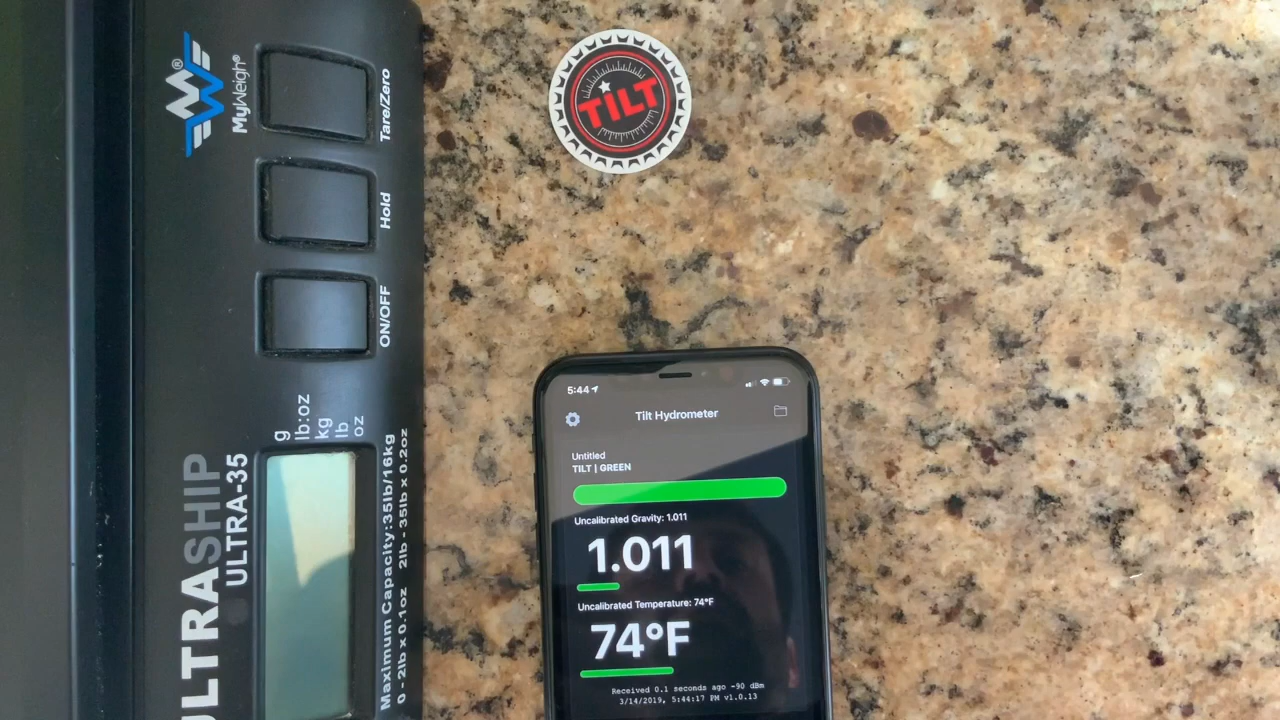 MyWeigh®
Tare/Zero
Hold
ON/OFF
g
lb:oz
kg
lb
oz
ULTRASHIP
ULTRA-35
Maximum Capacity:35lb/16kg
0 - 2lb x 0.1oz 2lb - 35lb x 0.2oz
TILT
5:44
Tilt Hydrometer
Untitled
TILT | GREEN
Uncalibrated Gravity: 1.011
1.011
Uncalibrated Temperature: 74°F
74°F
Received 0.1 seconds ago -90 dBm
3/14/2019, 5:44:17 PM v1.0.13